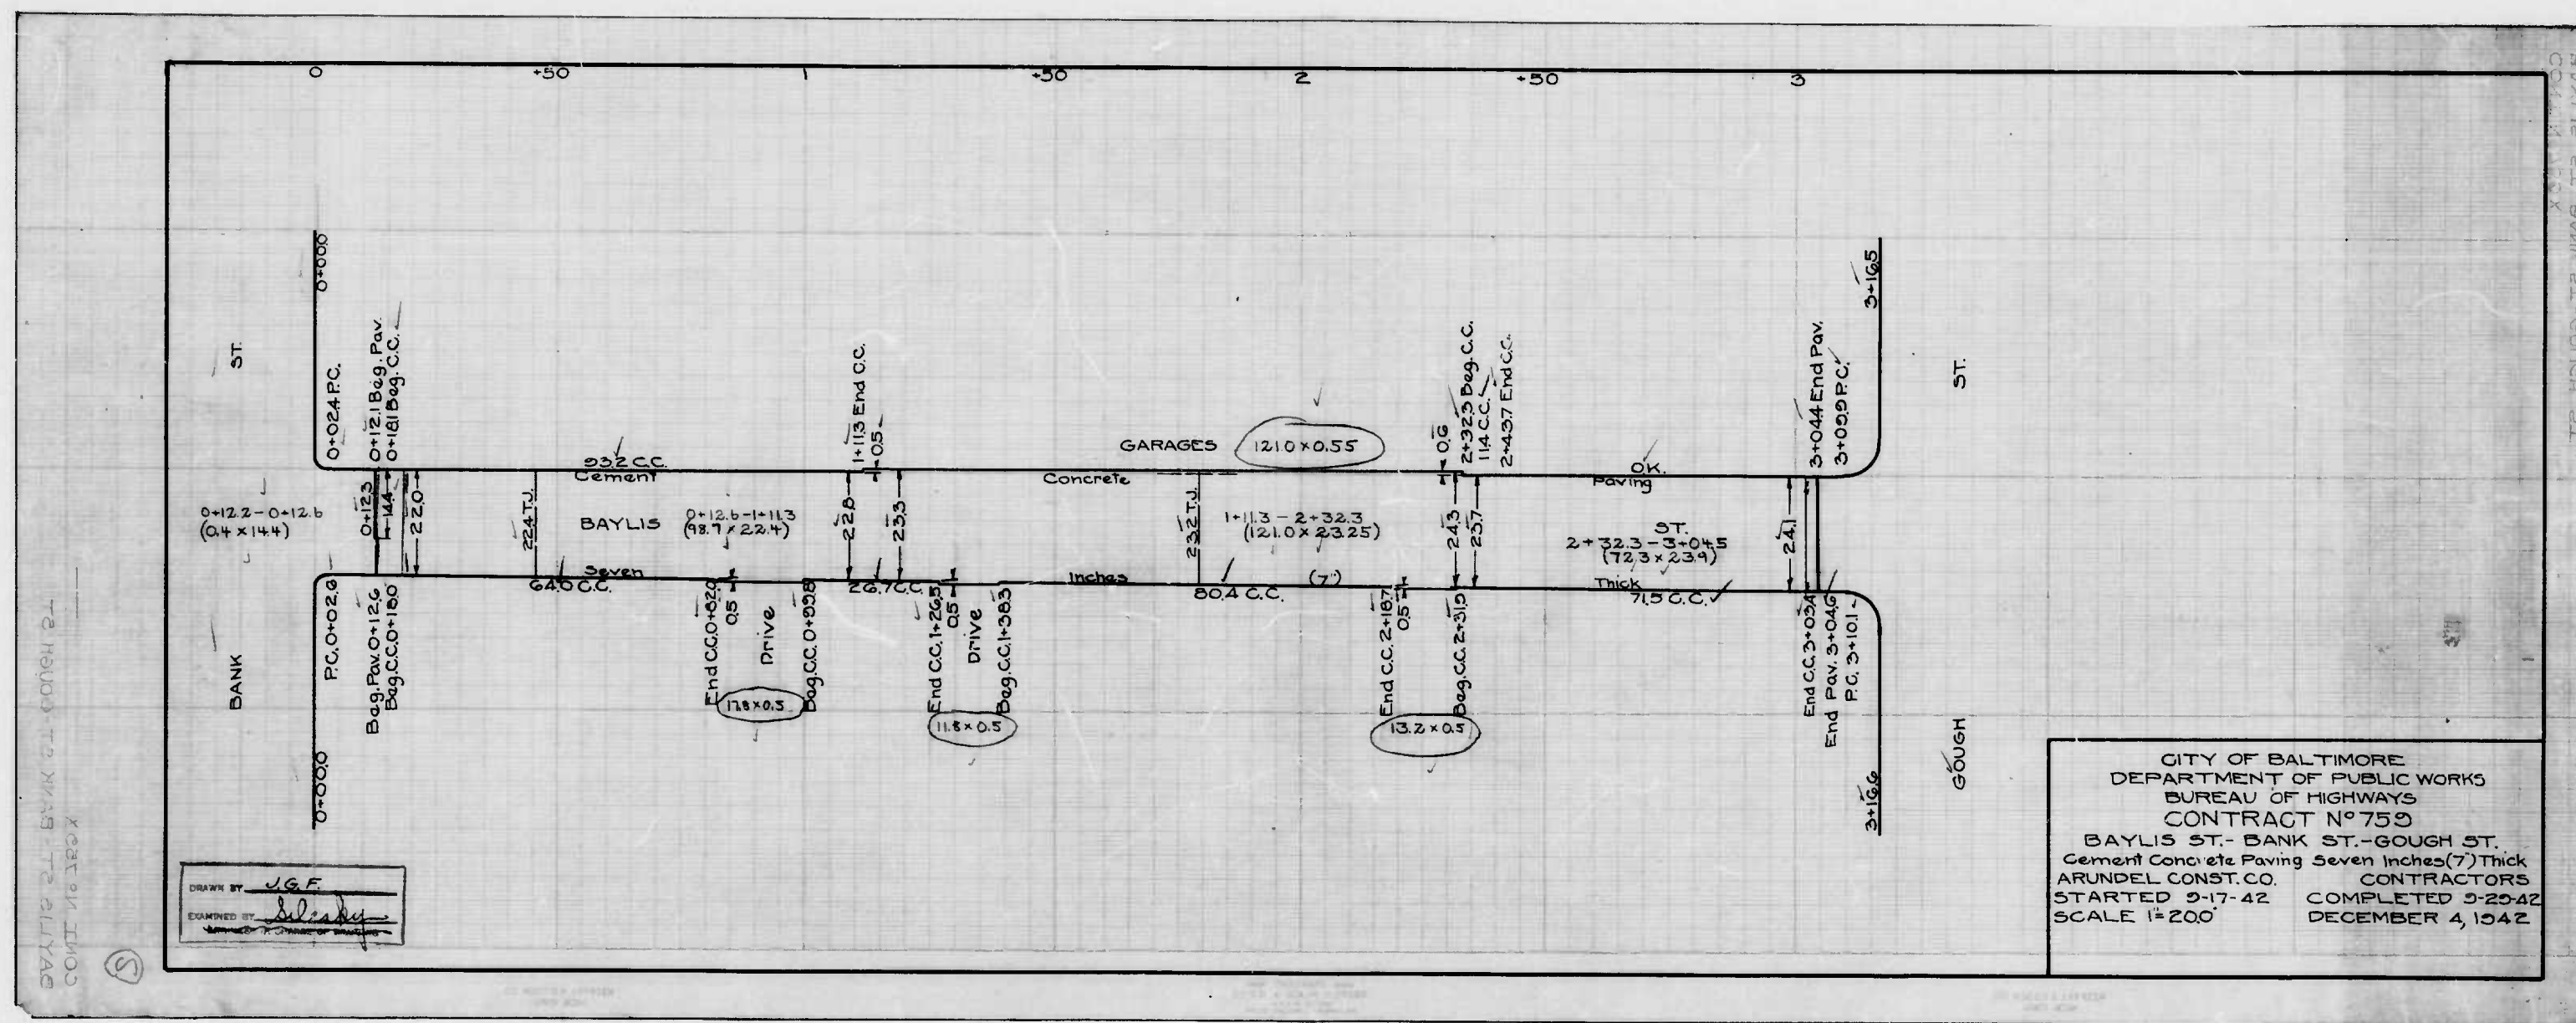 0 +50 1 +50 2 +50 3
0+00.0
0+02.4 P.C.
0+12.1 Beg. Pav.
0+18.1 Beg. C.C.
1+11.3 End C.C.
0.5
2+32.3 Beg. C.C.
11.4 C.C.
2+43.7 End C.C.
0.6
3+04.4 End Pav.
3+09.9 P.C.
3+16.5
ST.
ST.
GARAGES 121.0 x 0.55
93.2 C.C.
O.K.
Cement Concrete Paving
0+12.2 - 0+12.6
(0.4 x 14.4)
0+12.3
14.4
22.0
22.4 T.J.
BAYLIS
0+12.6 - 1+11.3
(98.7 x 22.4)
22.8
23.3
23.2 T.J.
1+11.3 - 2+32.3
(121.0 x 23.25)
24.3
23.7
ST.
2+32.3 - 3+04.5
(72.3 x 23.9)
24.1
Seven Inches (7") Thick
64.0 C.C.
26.7 C.C.
80.4 C.C.
71.5 C.C.
P.C. 0+02.6
Beg. Pav. 0+12.6
Beg. C.C. 0+18.0
End C.C. 0+82.0
0.5
Drive
Beg. C.C. 0+99.8
17.8 x 0.5
End C.C. 1+26.5
0.5
Drive
Beg. C.C. 1+38.3
11.8 x 0.5
End C.C. 2+18.7
0.5
Beg. C.C. 2+31.9
13.2 x 0.5
End C.C. 3+03.4
End Pav. 3+04.6
P.C. 3+10.1
BANK
GOUGH
0+00.0
3+16.6
DRAWN BY J.G.F.
EXAMINED BY
S
CITY OF BALTIMORE
DEPARTMENT OF PUBLIC WORKS
BUREAU OF HIGHWAYS
CONTRACT Nº 759
BAYLIS ST.- BANK ST.-GOUGH ST.
Cement Concrete Paving Seven Inches (7") Thick
ARUNDEL CONST. CO. CONTRACTORS
STARTED 9-17-42 COMPLETED 9-29-42
SCALE 1"=20.0' DECEMBER 4, 1942
BAYLIS ST - BANK ST - GOUGH ST
CONT. Nº 759X